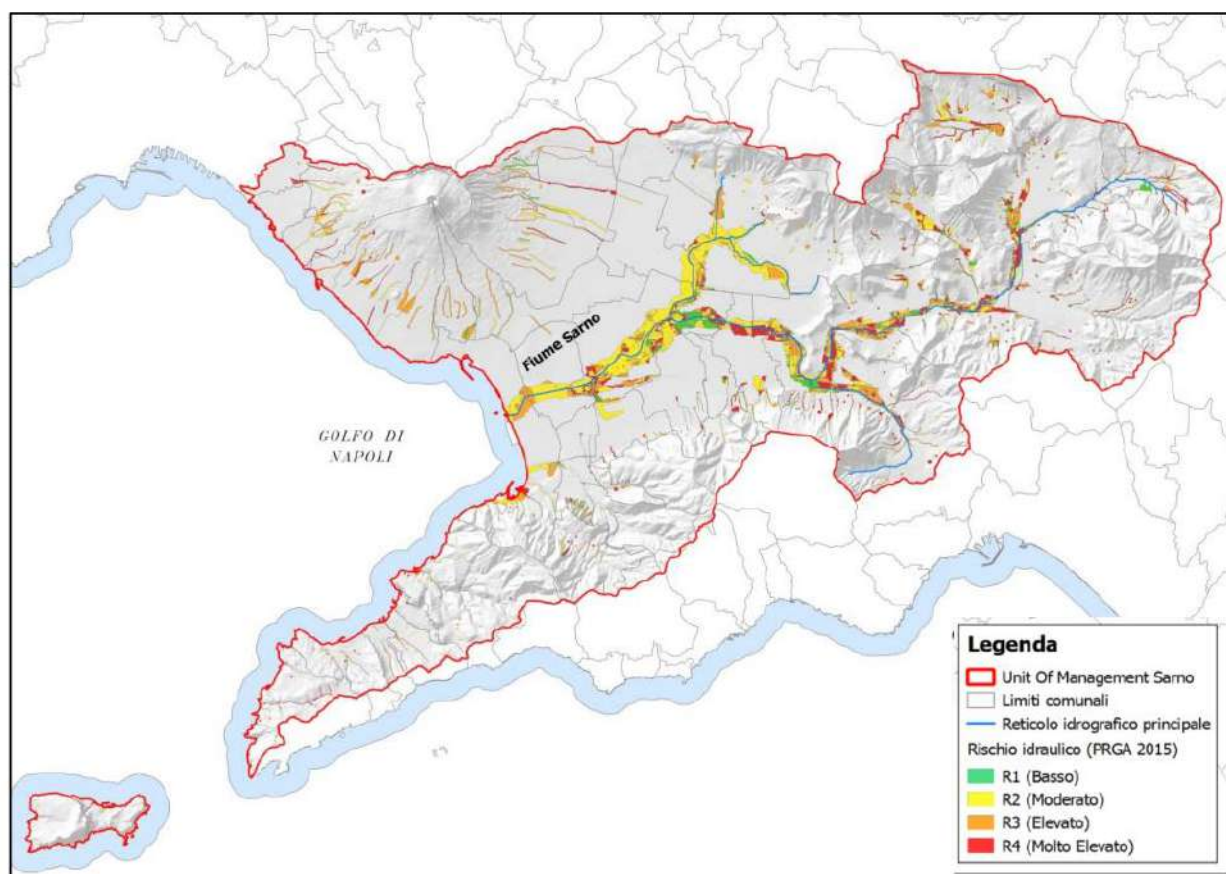 Fiume Sarno
GOLFO DI
NAPOLI
Legenda
Unit Of Management Sarno
Limiti comunali
Reticolo idrografico principale
Rischio idraulico (PRGA 2015)
R1 (Basso)
R2 (Moderato)
R3 (Elevato)
R4 (Molto Elevato)